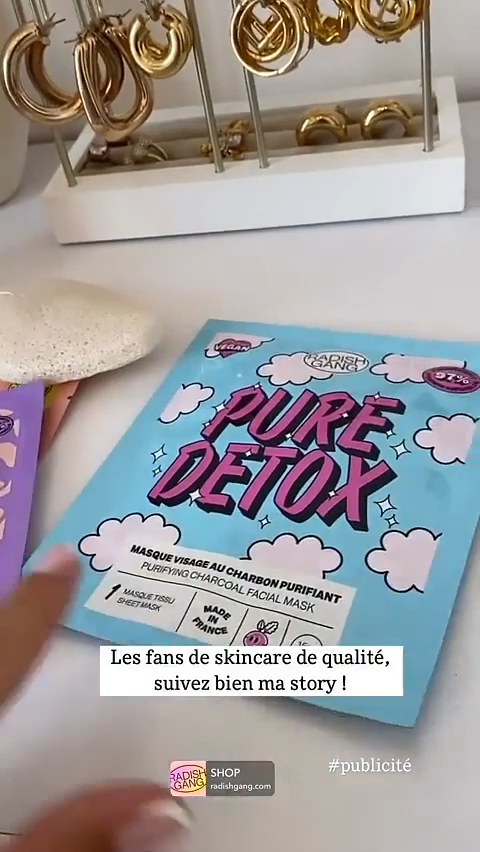 VEGAN
RADISH
GANG
97%
PURE
DETOX
MASQUE VISAGE AU CHARBON PURIFIANT
PURIFYING CHARCOAL FACIAL MASK
1 MASQUE TISSU
SHEET MASK
MADE
IN
FRANCE
Les fans de skincare de qualité,
suivez bien ma story !
#publicité
RADISH
GANG
SHOP
radishgang.com